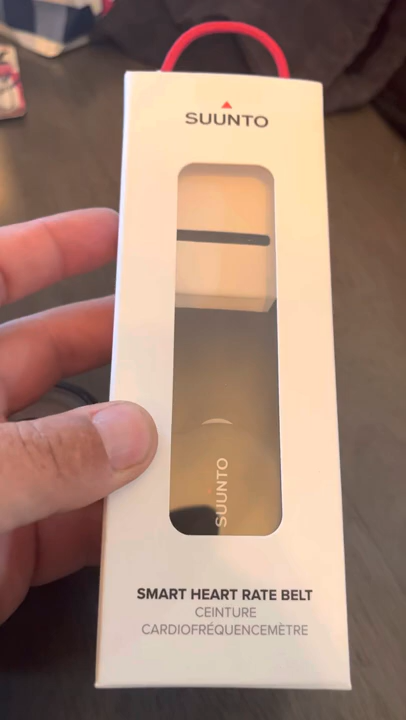 SUUNTO
SUUNTO
SMART HEART RATE BELT
CEINTURE
CARDIOFRÉQUENCEMÈTRE